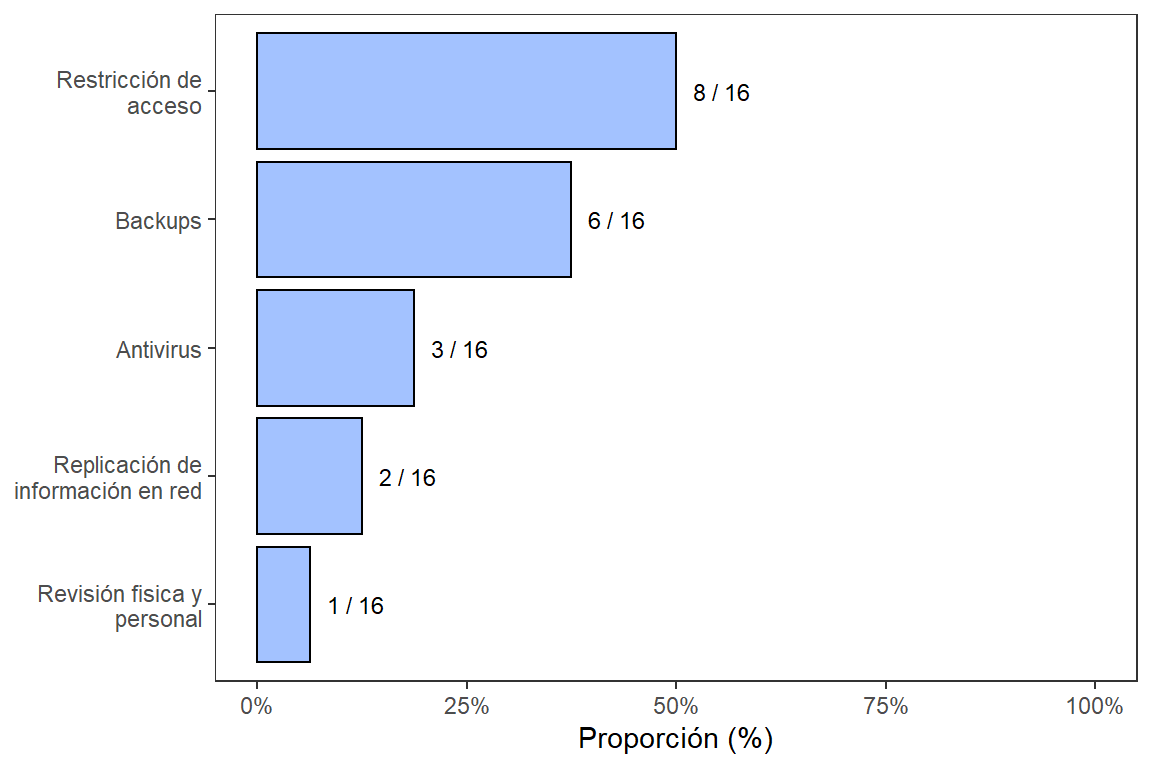 Restricción de
acceso
8 / 16
Backups
6 / 16
Antivirus
3 / 16
Replicación de
información en red
2 / 16
Revisión fisica y
personal
1 / 16
0%
25%
50%
75%
100%
Proporción (%)